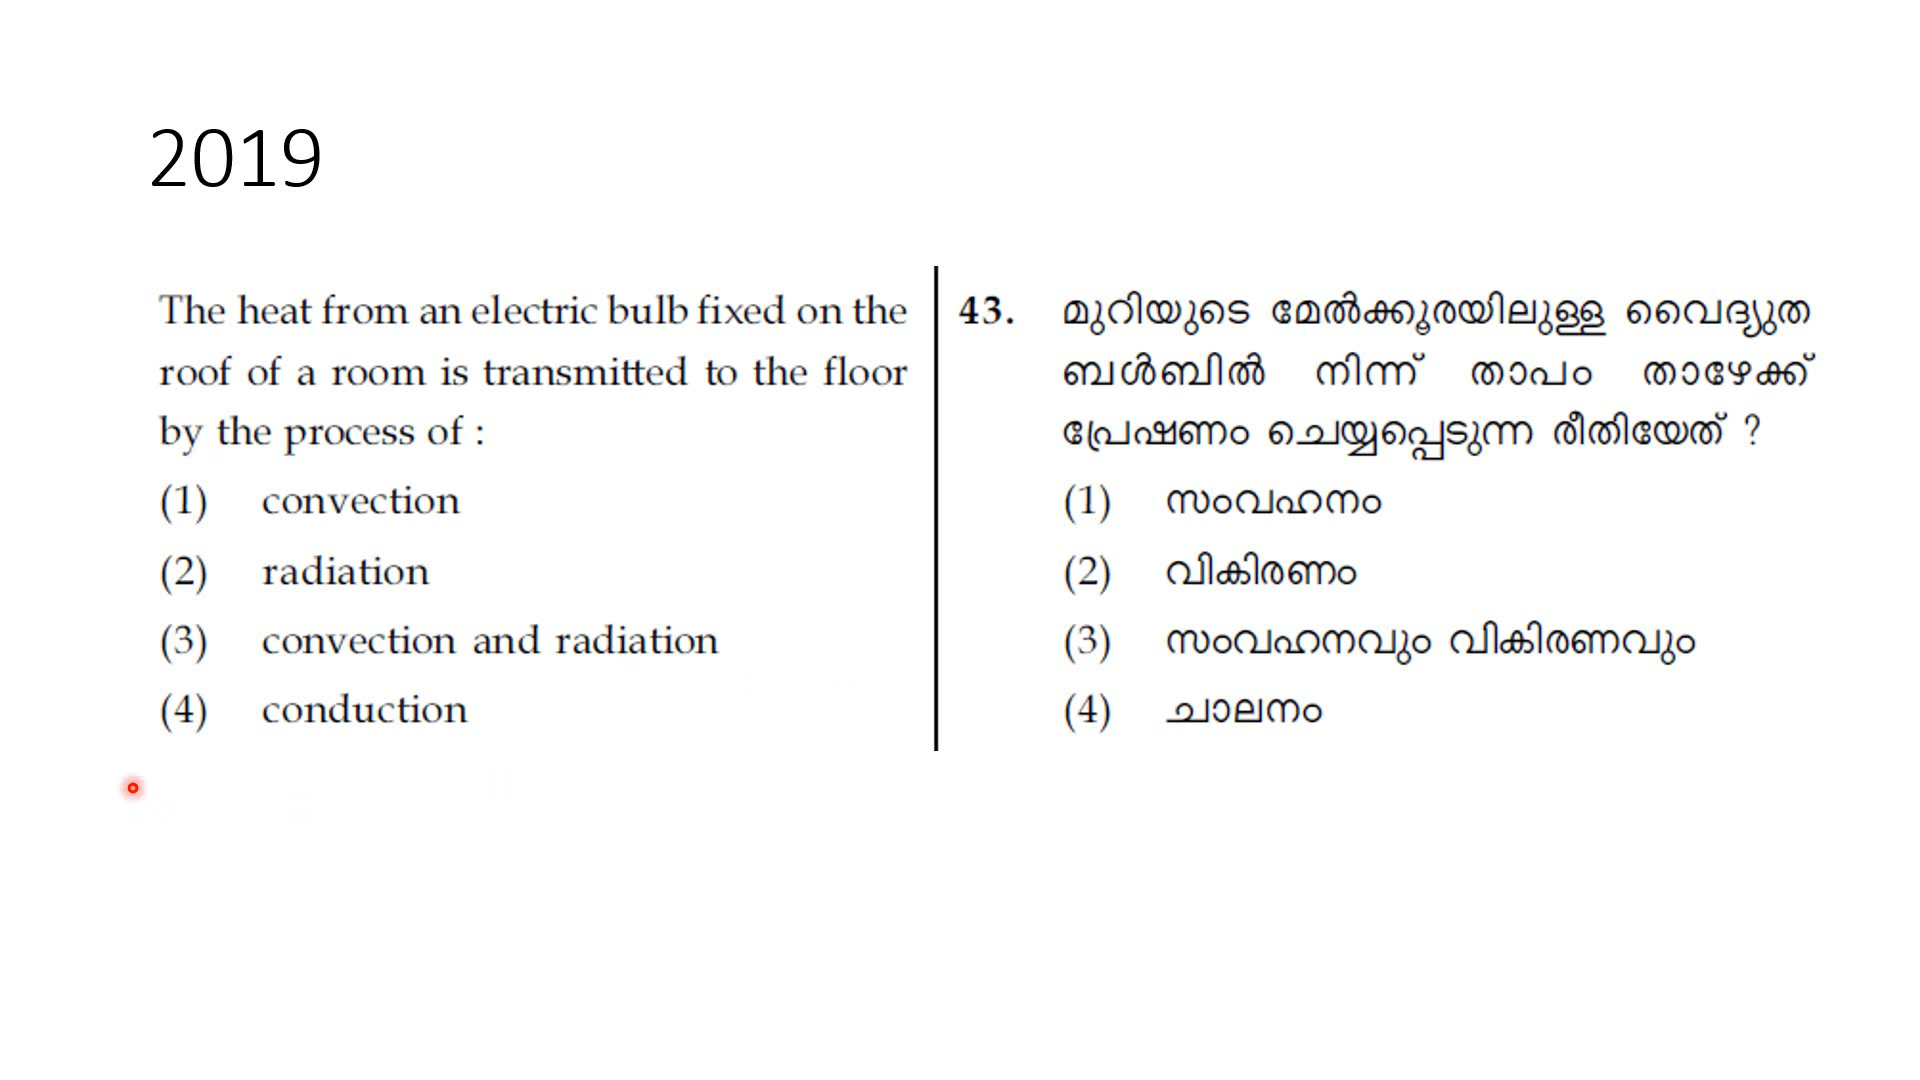 2019
The heat from an electric bulb fixed on the
roof of a room is transmitted to the floor
by the process of :
(1) convection
(2) radiation
(3) convection and radiation
(4) conduction
43. മുറിയുടെ മേൽക്കൂരയിലുള്ള വൈദ്യുത
ബൾബിൽ നിന്ന് താപം താഴേക്ക്
പ്രേഷണം ചെയ്യപ്പെടുന്ന രീതിയേത് ?
(1) സംവഹനം
(2) വികിരണം
(3) സംവഹനവും വികിരണവും
(4) ചാലനം